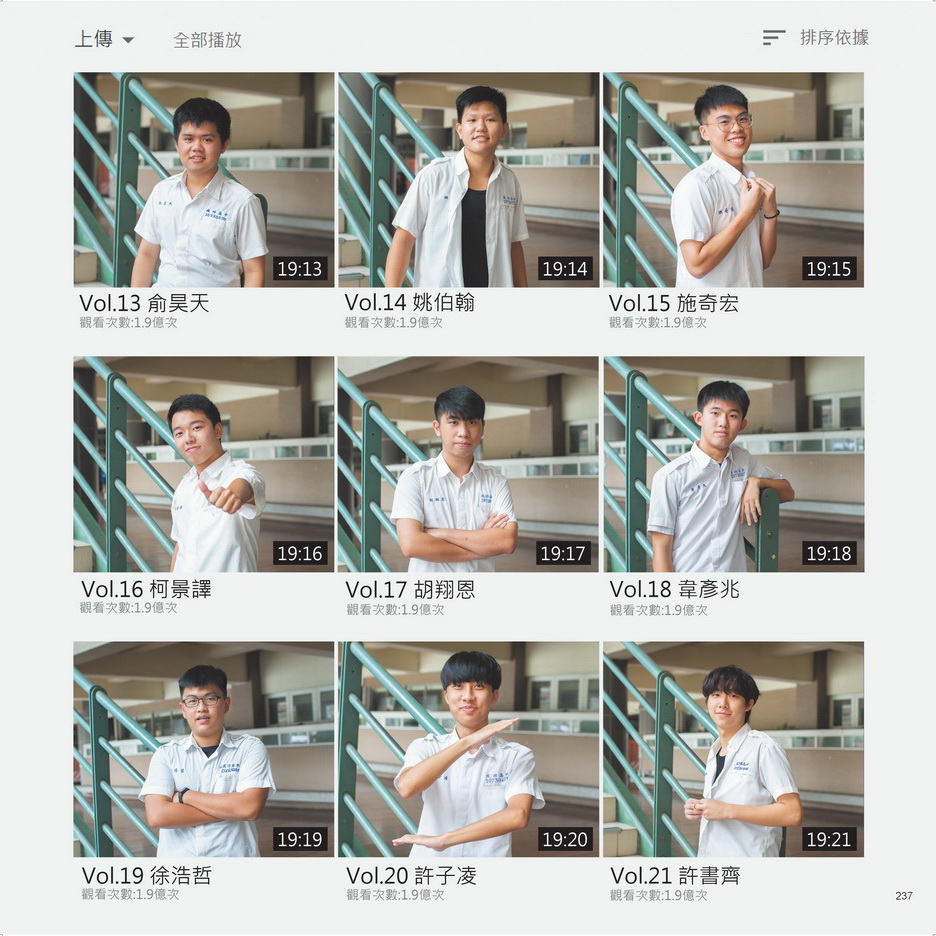 上傳
全部播放
排序依據
19:13
19:14
19:15
Vol.13 俞昊天
Vol.14 姚伯翰
Vol.15 施奇宏
觀看次數:1.9億次
觀看次數:1.9億次
觀看次數:1.9億次
19:16
19:17
19:18
Vol.16 柯景譯
Vol.17 胡翔恩
Vol.18 韋彥兆
觀看次數:1.9億次
觀看次數:1.9億次
觀看次數:1.9億次
19:19
19:20
19:21
Vol.19 徐浩哲
Vol.20 許子凌
Vol.21 許書齊
觀看次數:1.9億次
觀看次數:1.9億次
觀看次數:1.9億次
237